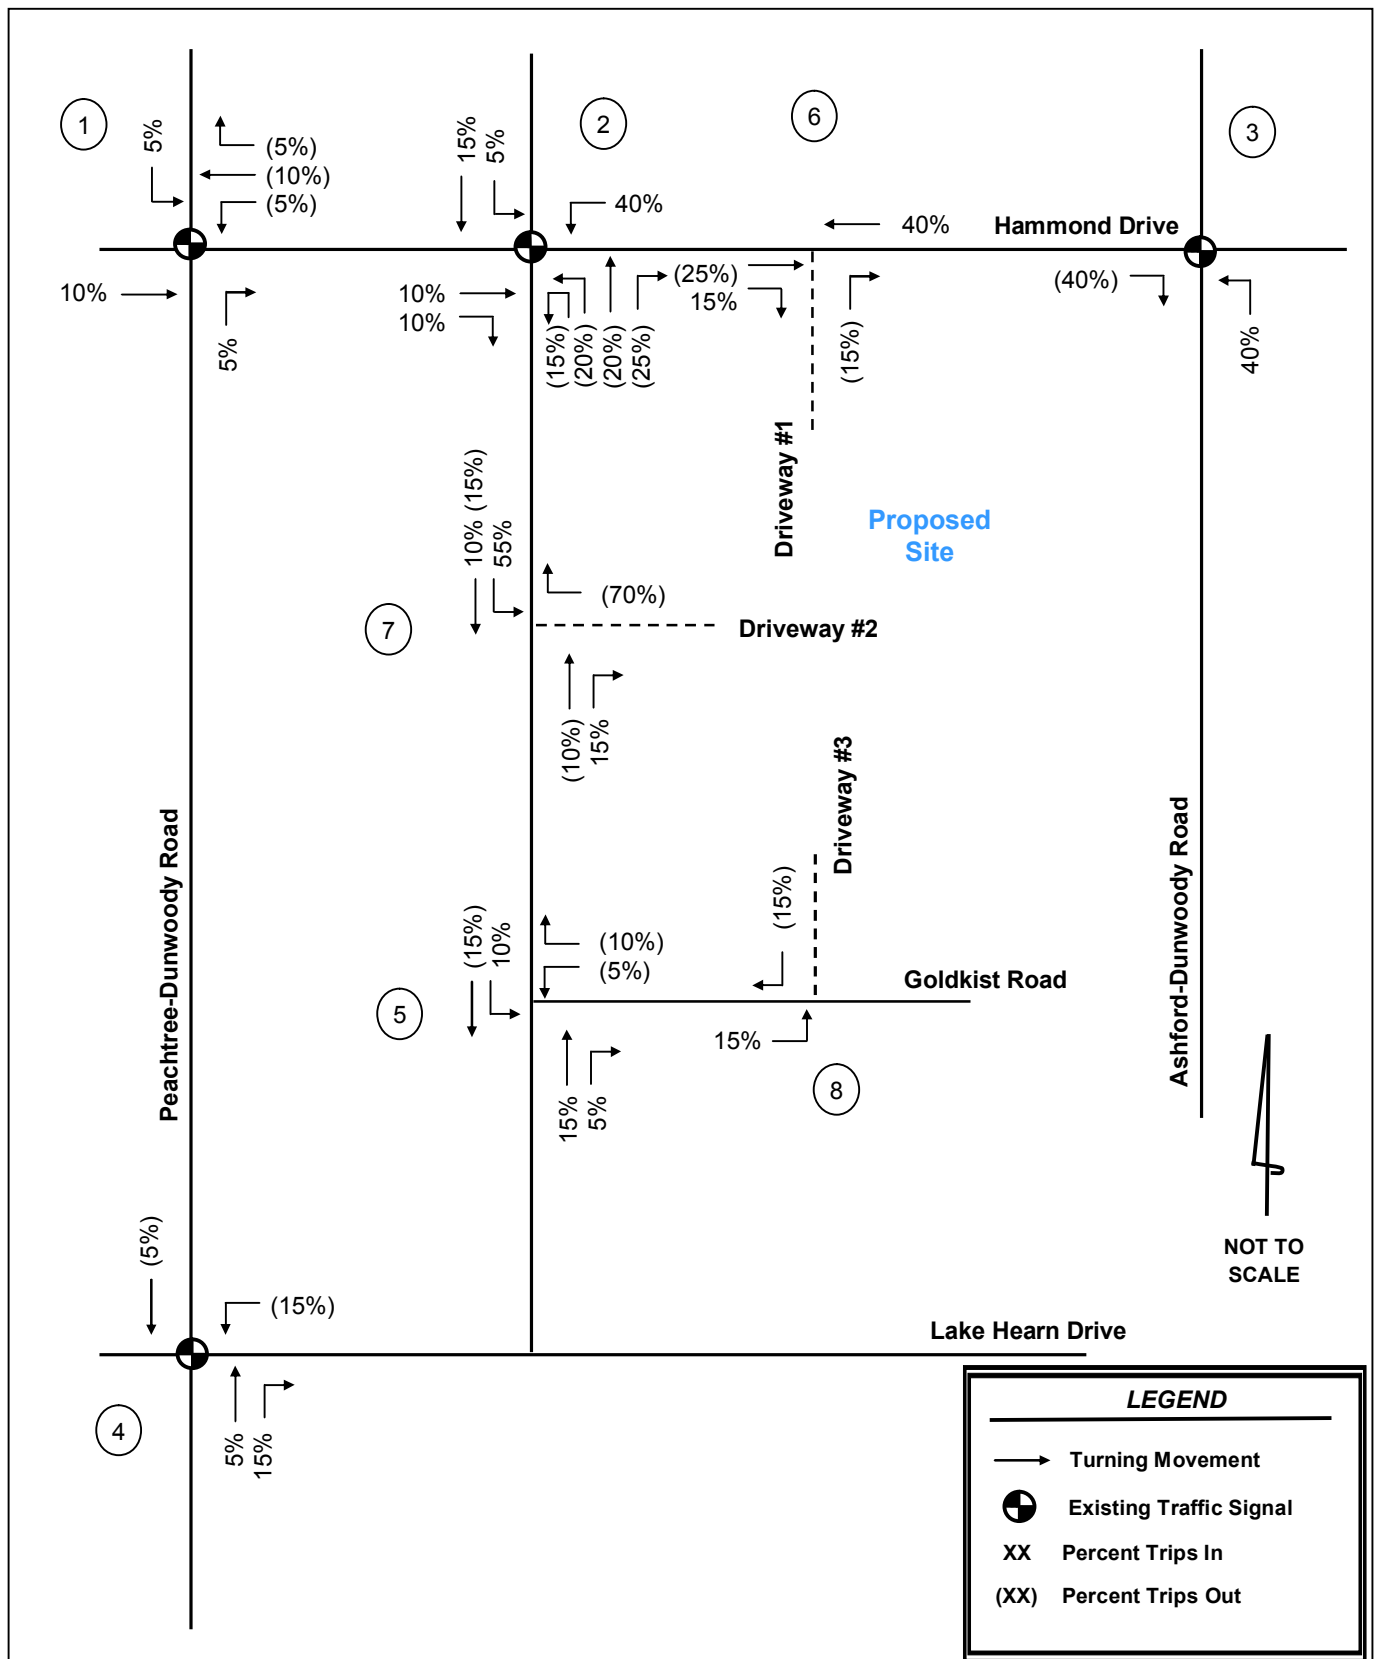 1
2
6
3
5%
(5%)
(10%)
(5%)
15%
5%
40%
40%
Hammond Drive
10%
5%
10%
10%
(15%)
(20%)
(20%)
(25%)
(25%)
15%
(15%)
(40%)
40%
Driveway #1
Proposed
Site
10% (15%)
55%
(70%)
7
Driveway #2
(10%)
15%
Driveway #3
Peachtree-Dunwoody Road
Ashford-Dunwoody Road
(15%)
(15%)
10%
(10%)
(5%)
Goldkist Road
5
15%
8
15%
5%
NOT TO
SCALE
(5%)
(15%)
Lake Hearn Drive
4
5%
15%
LEGEND
Turning Movement
Existing Traffic Signal
XX Percent Trips In
(XX) Percent Trips Out